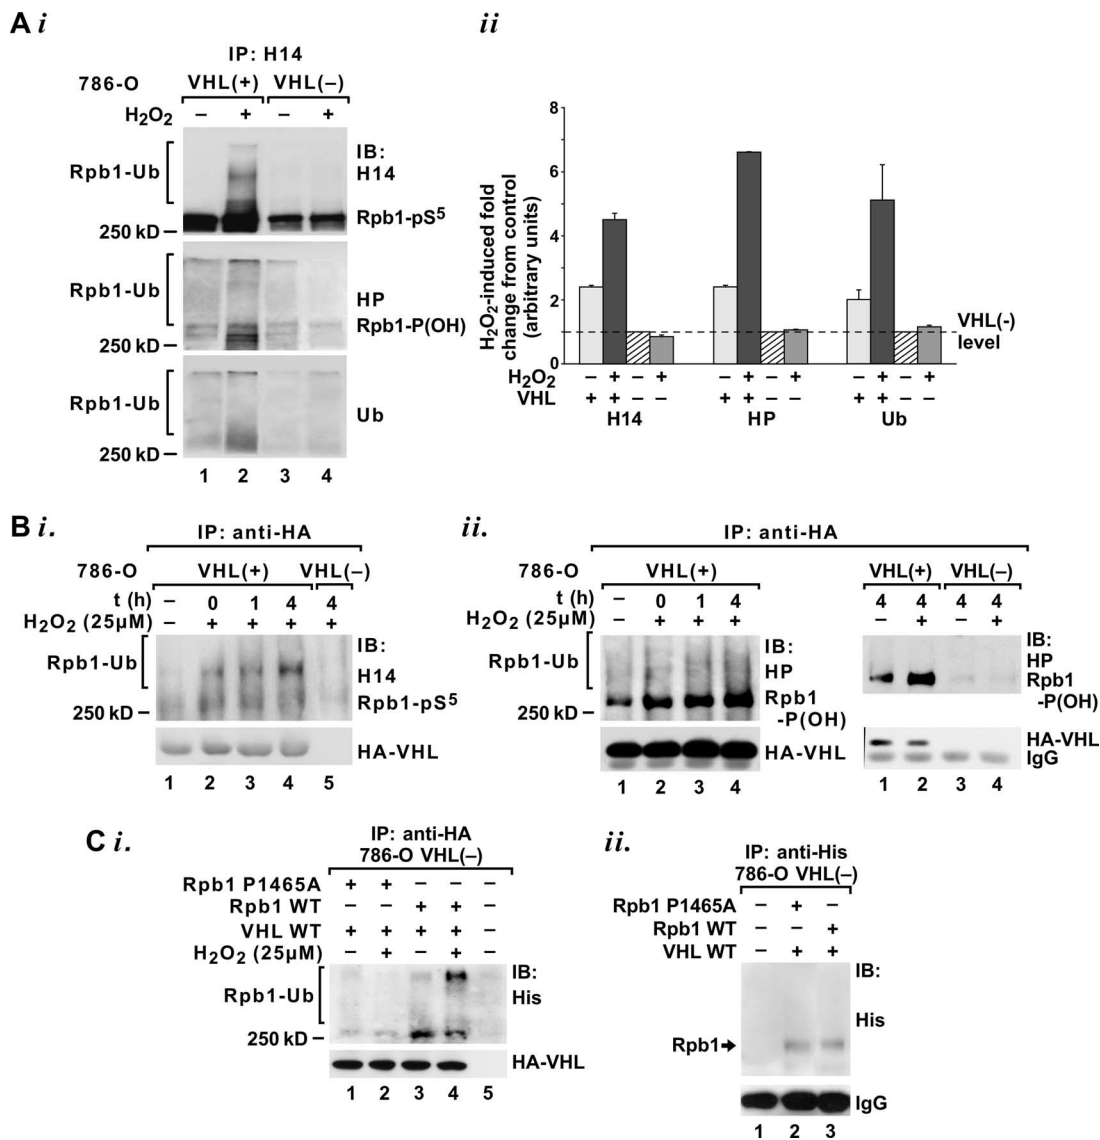 A i
IP: H14
786-O VHL(+) VHL(–)
H2O2 – + – +
Rpb1-Ub
IB:
H14
Rpb1-pS5
250 kD
Rpb1-Ub
HP
Rpb1-P(OH)
250 kD
Rpb1-Ub
Ub
250 kD
1 2 3 4
ii
H2O2-induced fold
change from control
(arbitrary units)
8
6
4
2
0
VHL(-)
level
H2O2 – + – + – + – + – + – +
VHL + + – – + + – – + + – –
H14 HP Ub
B i.
IP: anti-HA
786-O VHL(+) VHL(–)
t (h) – 0 1 4 4
H2O2 (25µM) – + + + +
Rpb1-Ub
IB:
H14
Rpb1-pS5
250 kD
HA-VHL
1 2 3 4 5
ii.
IP: anti-HA
786-O VHL(+) VHL(+) VHL(–)
t (h) – 0 1 4 4 4 4 4
H2O2 (25µM) – + + + – + – +
Rpb1-Ub
IB:
HP
Rpb1
-P(OH)
250 kD
HA-VHL
1 2 3 4
IB:
HP
Rpb1
-P(OH)
HA-VHL
IgG
1 2 3 4
C i.
IP: anti-HA
786-O VHL(–)
Rpb1 P1465A + + – – –
Rpb1 WT – – + + –
VHL WT + + + + –
H2O2 (25µM) – + – + –
Rpb1-Ub
IB:
His
250 kD
HA-VHL
1 2 3 4 5
ii.
IP: anti-His
786-O VHL(–)
Rpb1 P1465A – + –
Rpb1 WT – – +
VHL WT – + +
IB:
His
Rpb1
IgG
1 2 3